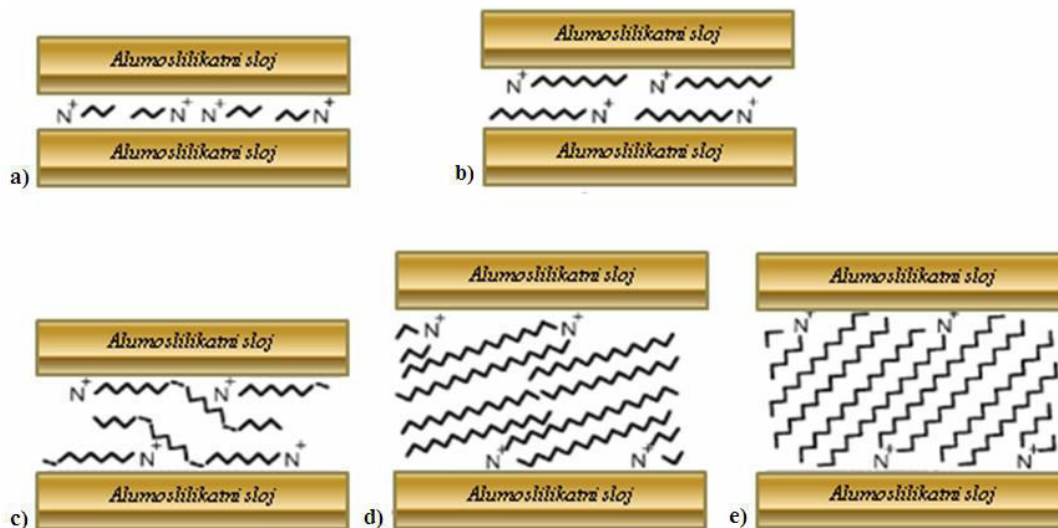 Alumoslilikatni sloj
N+ N+ N+ N+
Alumoslilikatni sloj
a)
Alumoslilikatni sloj
N+ N+
N+ N+
Alumoslilikatni sloj
b)
Alumoslilikatni sloj
N+ N+
N+ N+
Alumoslilikatni sloj
c)
Alumoslilikatni sloj
N+ N+
N+ N+
Alumoslilikatni sloj
d)
Alumoslilikatni sloj
N+ N+
N+ N+
Alumoslilikatni sloj
e)